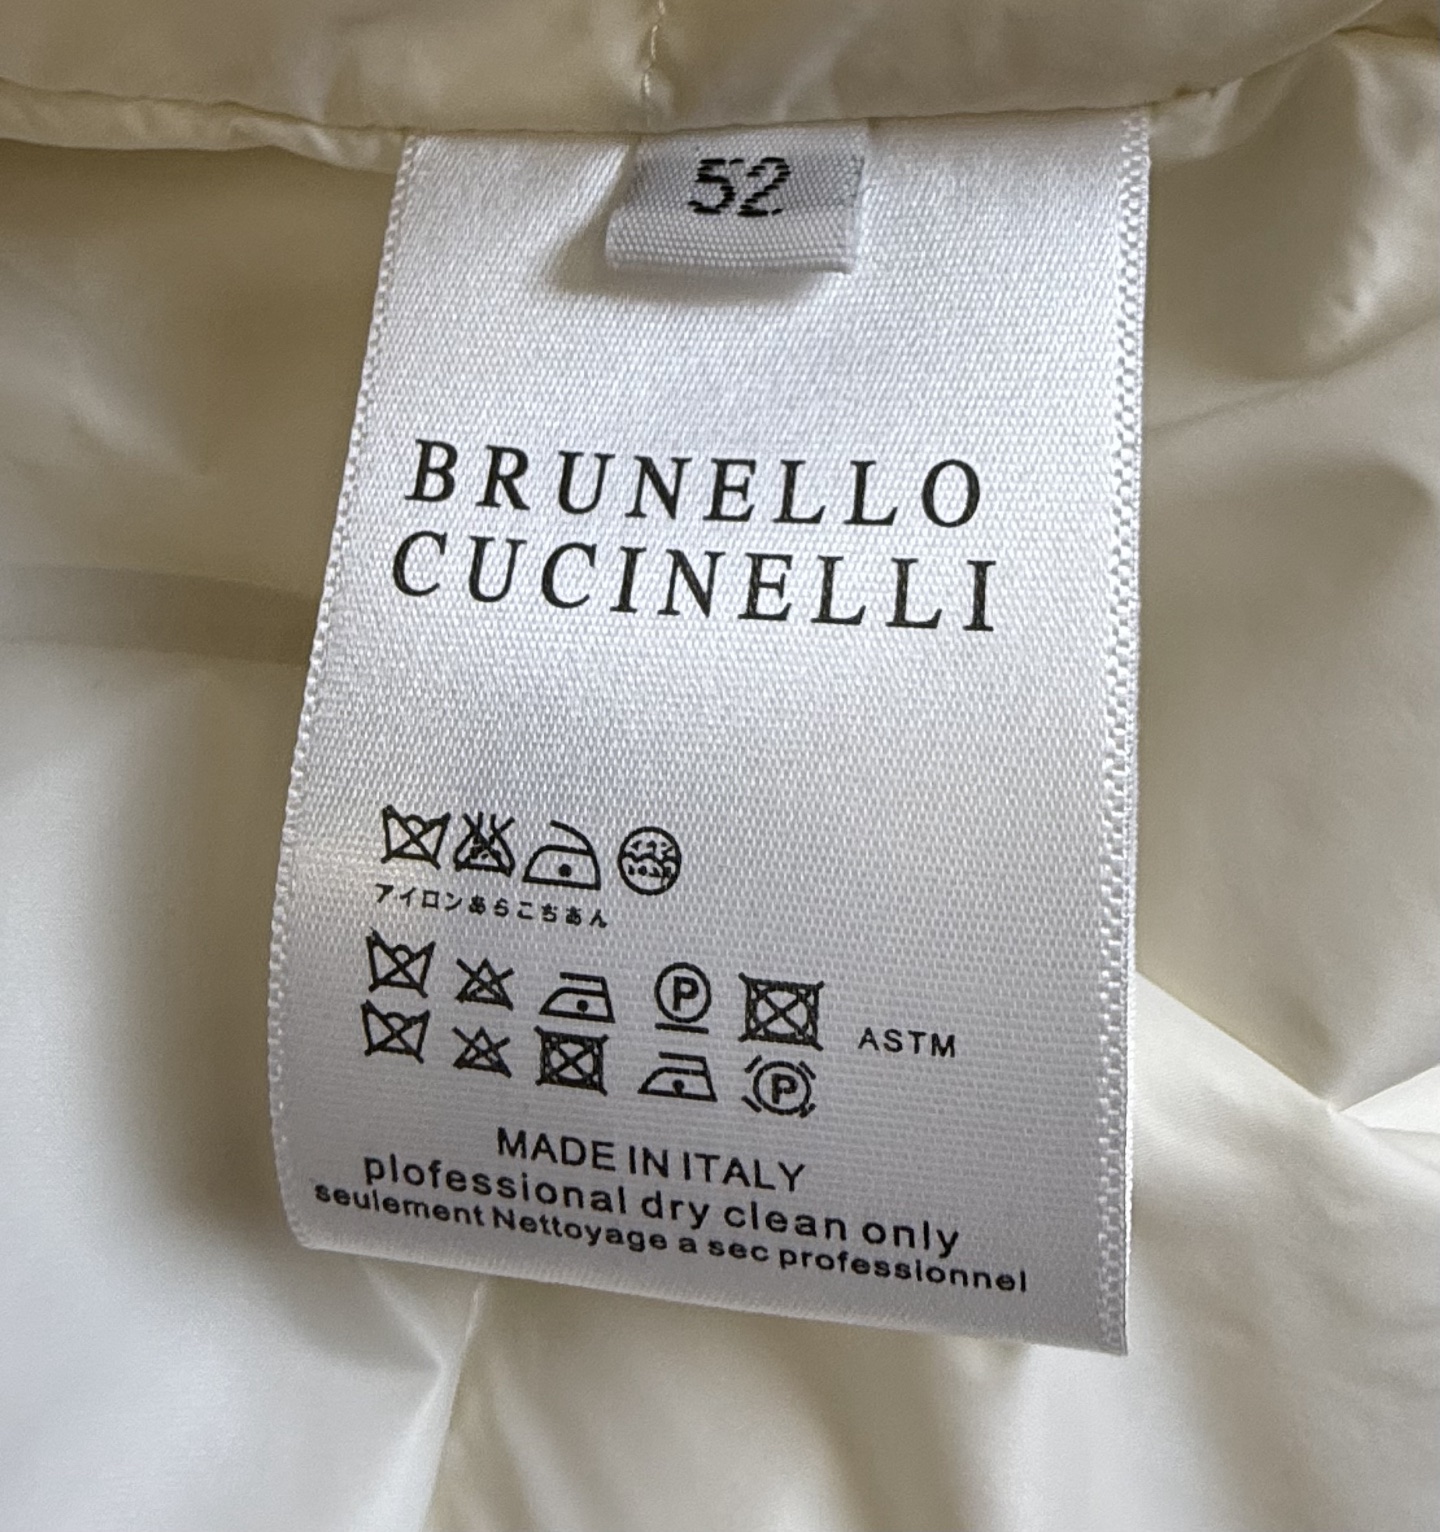 52
BRUNELLO
CUCINELLI
アイロンあらこちあん
P
ASTM
P
MADE IN ITALY
plofessional dry clean only
seulement Nettoyage a sec professionnel